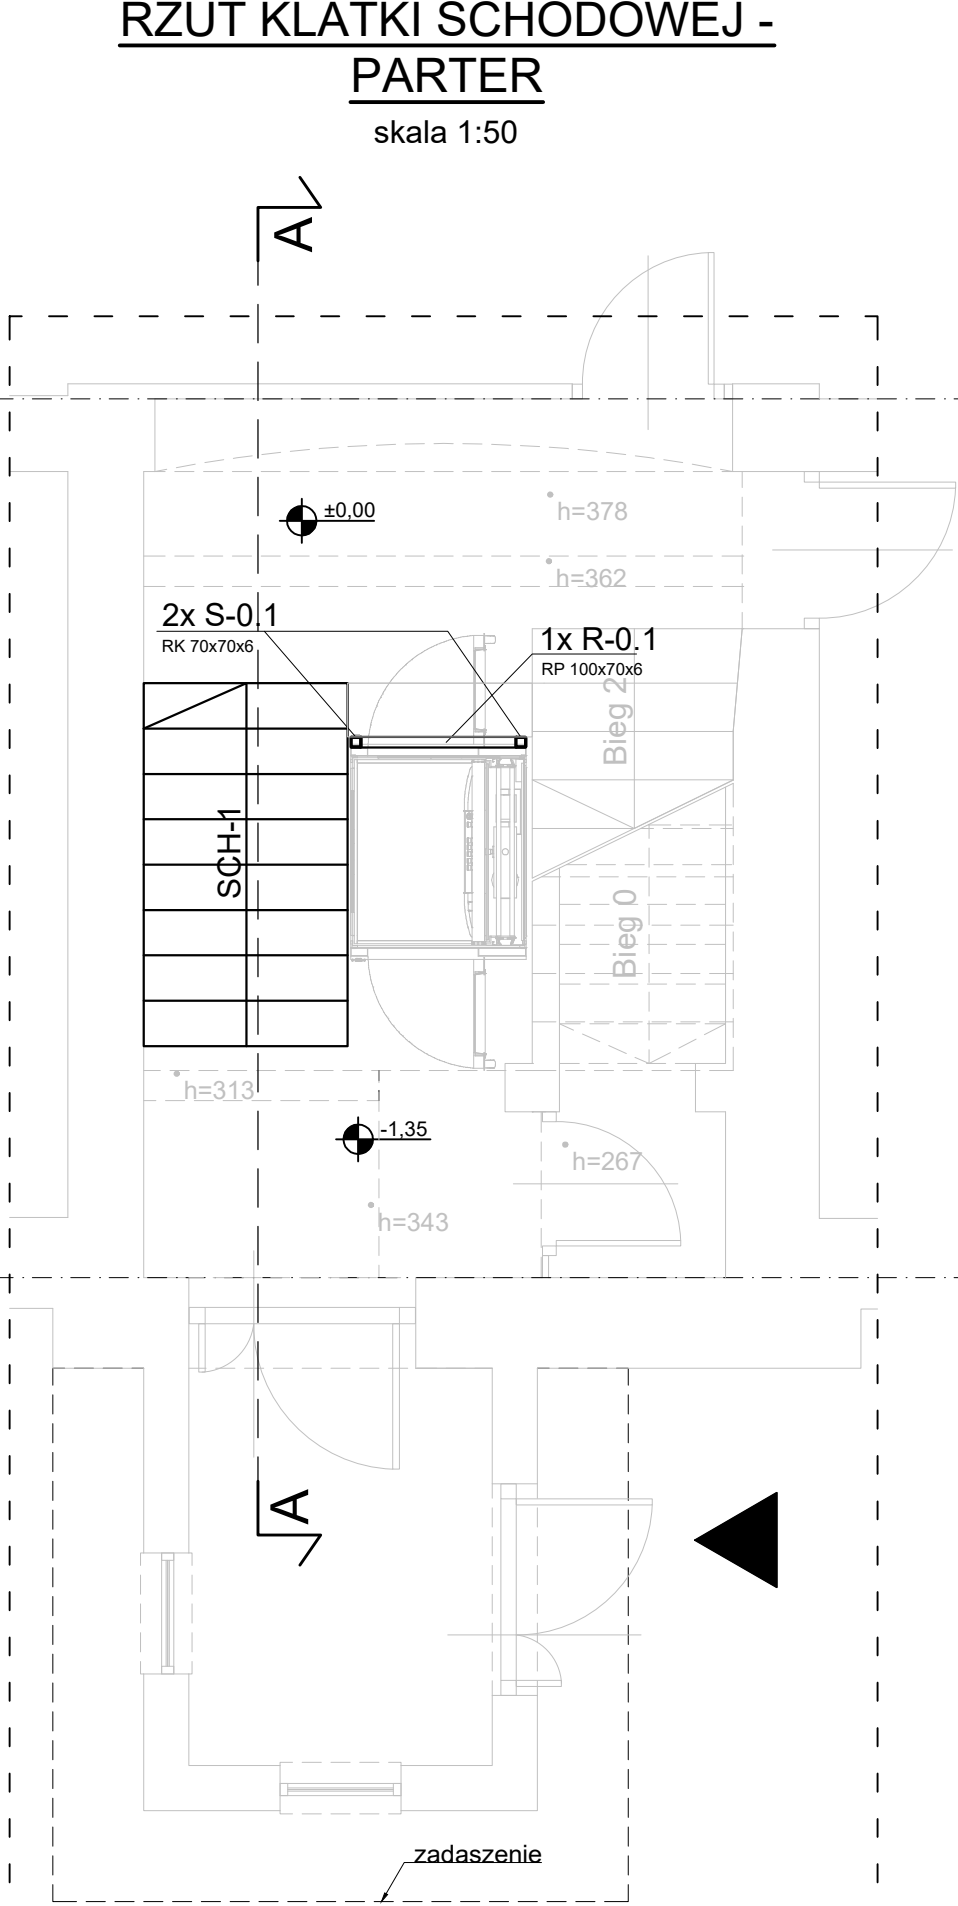 RZUT KLATKI SCHODOWEJ -
PARTER
skala 1:50
A
±0,00
h=378
h=362
2x S-0.1
RK 70x70x6
1x R-0.1
RP 100x70x6
Bieg 2
SCH-1
Bieg 0
h=313
-1,35
h=267
h=343
A
zadaszenie